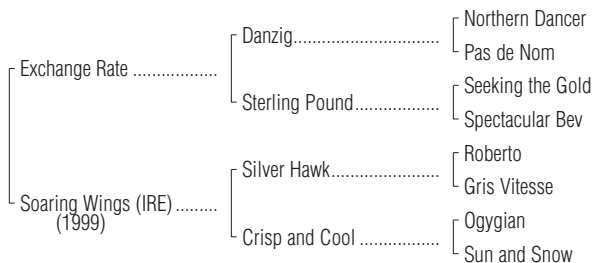 Northern Dancer
Danzig..............................
Pas de Nom
Exchange Rate .................
Seeking the Gold
Sterling Pound.................
Spectacular Bev
Roberto
Silver Hawk......................
Gris Vitesse
Soaring Wings (IRE) ........
(1999)
Ogygian
Crisp and Cool ................
Sun and Snow